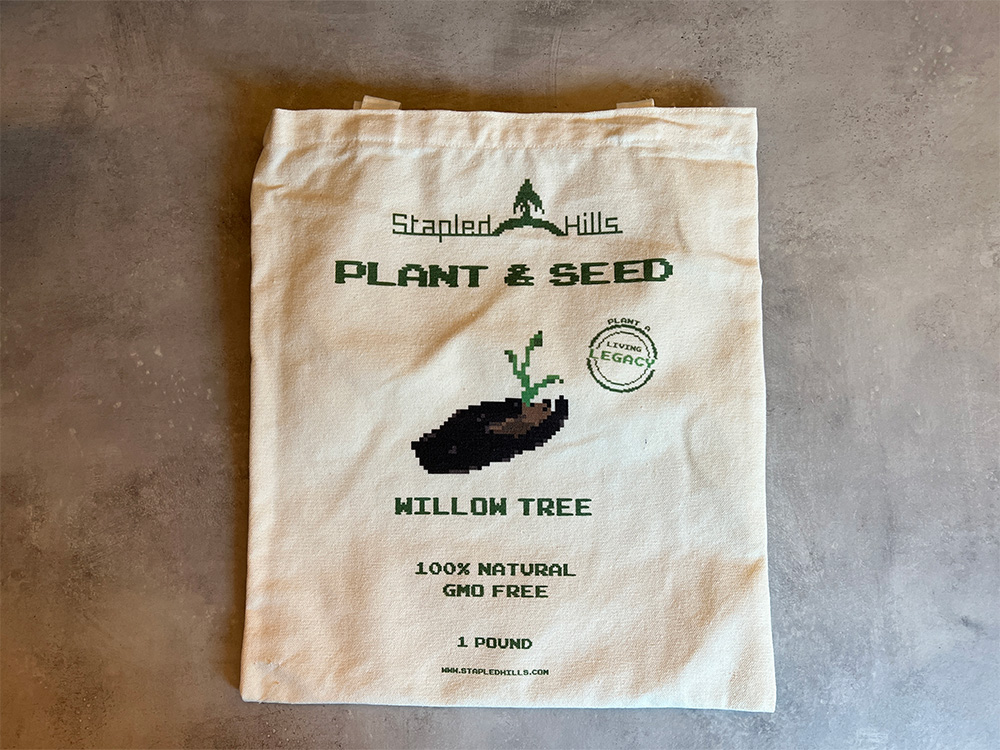 Stapled Hills
PLANT & SEED
PLANT A
LIVING
LEGACY
WILLOW TREE
100% NATURAL
GMO FREE
1 POUND
WWW.STAPLEDHILLS.COM